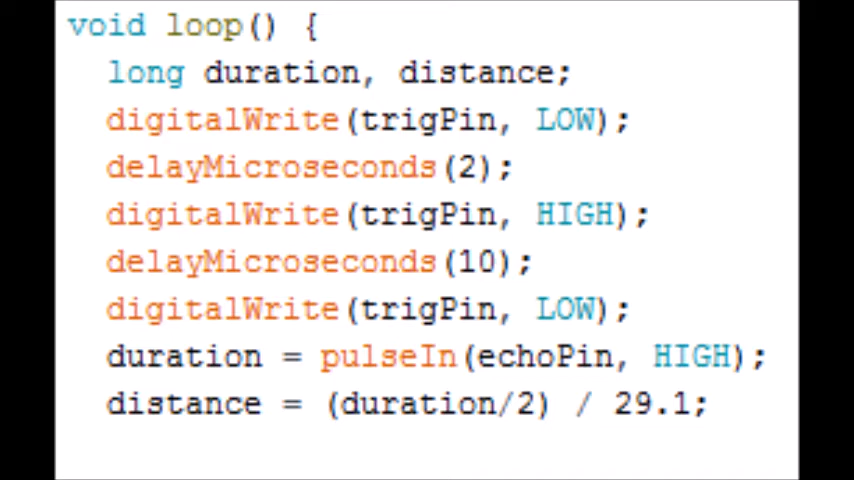 void loop() {
long duration, distance;
digitalWrite(trigPin, LOW);
delayMicroseconds(2);
digitalWrite(trigPin, HIGH);
delayMicroseconds(10);
digitalWrite(trigPin, LOW);
duration = pulseIn(echoPin, HIGH);
distance = (duration/2) / 29.1;